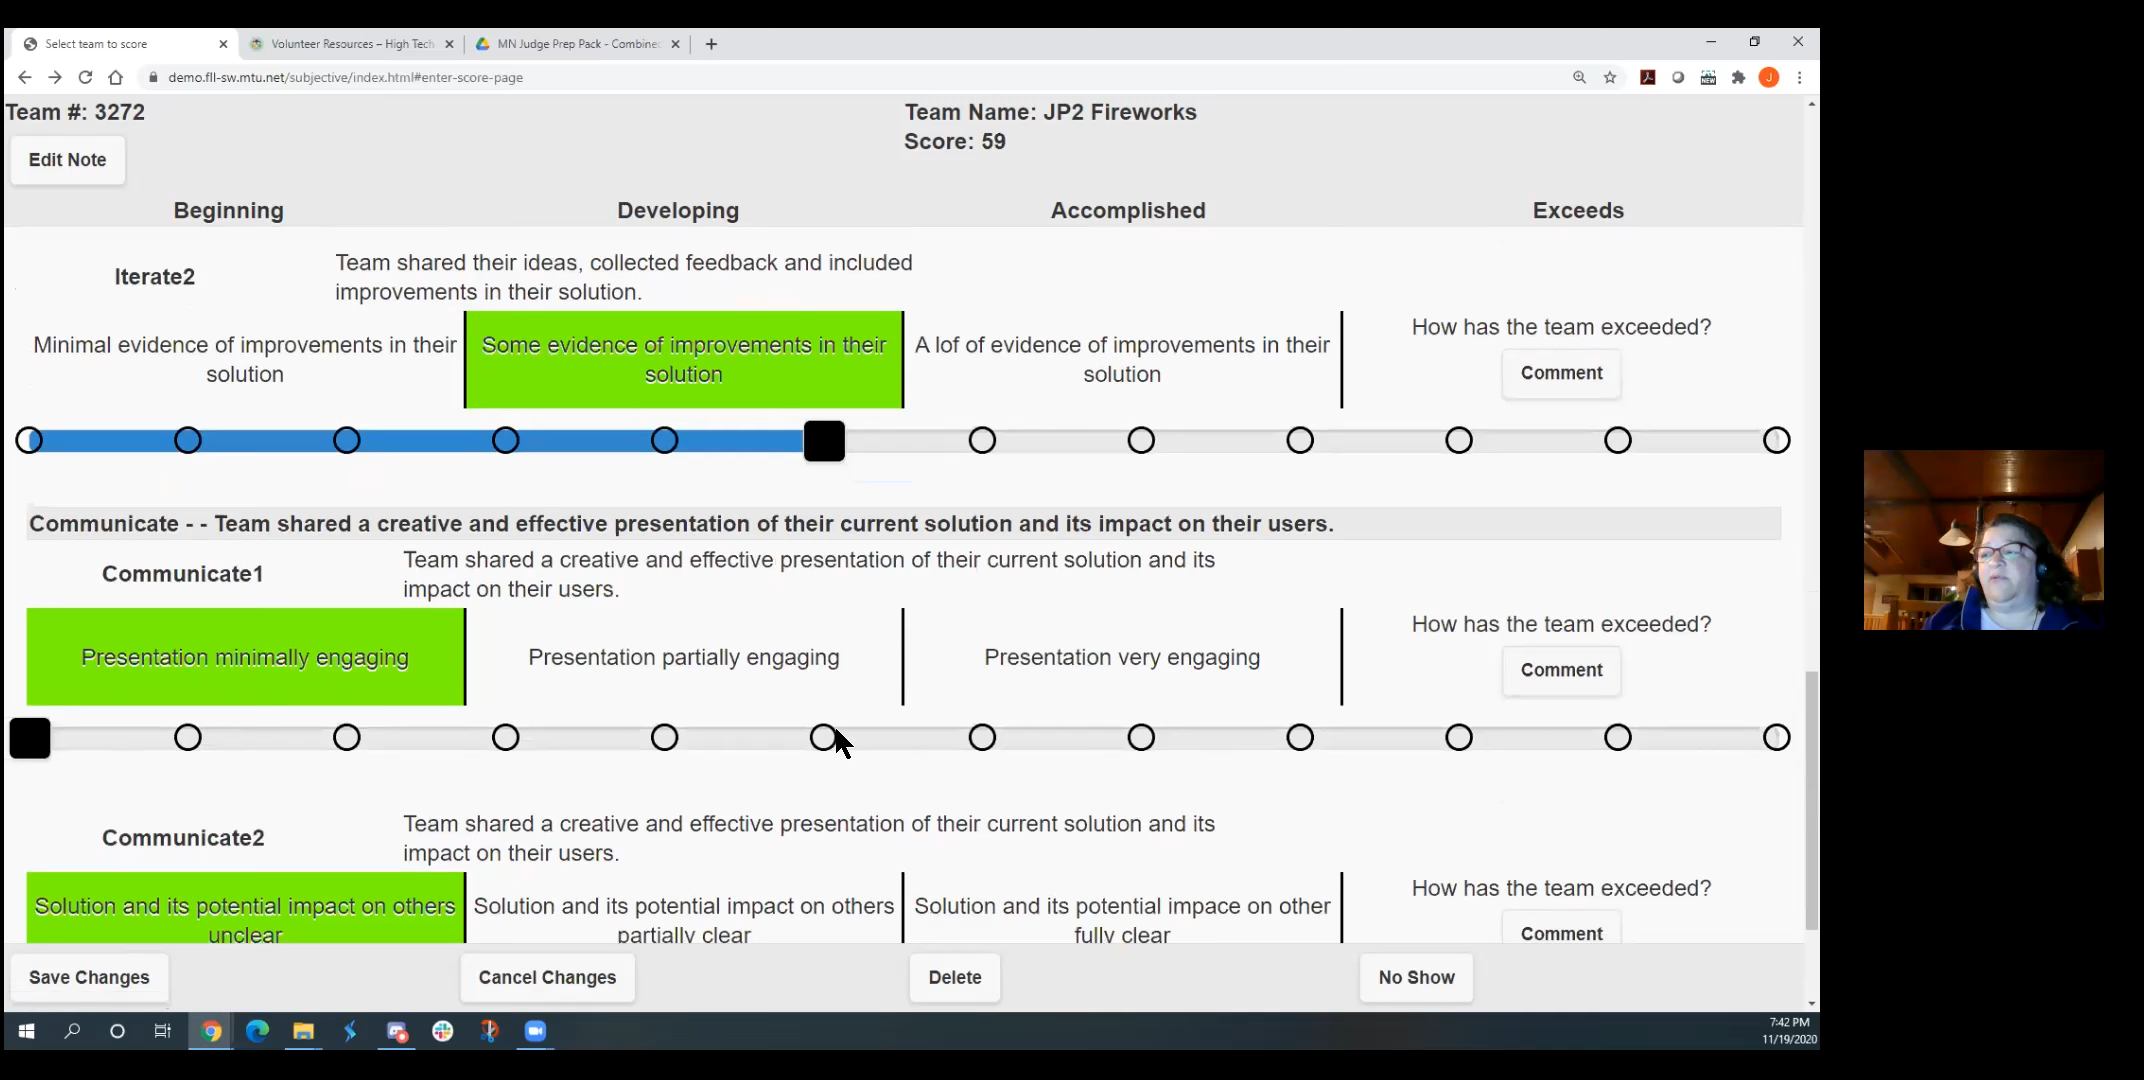 Select team to score
Volunteer Resources – High Tech
MN Judge Prep Pack - Combine
demo.fll-sw.mtu.net/subjective/index.html#enter-score-page
NEW
J
Team #: 3272
Team Name: JP2 Fireworks
Score: 59
Edit Note
Beginning
Developing
Accomplished
Exceeds
Iterate2
Team shared their ideas, collected feedback and included
improvements in their solution.
Minimal evidence of improvements in their
solution
Some evidence of improvements in their
solution
A lof of evidence of improvements in their
solution
How has the team exceeded?
Comment
Communicate - - Team shared a creative and effective presentation of their current solution and its impact on their users.
Communicate1
Team shared a creative and effective presentation of their current solution and its
impact on their users.
Presentation minimally engaging
Presentation partially engaging
Presentation very engaging
How has the team exceeded?
Comment
Communicate2
Team shared a creative and effective presentation of their current solution and its
impact on their users.
Solution and its potential impact on others
unclear
Solution and its potential impact on others
partially clear
Solution and its potential impace on other
fully clear
How has the team exceeded?
Comment
Save Changes
Cancel Changes
Delete
No Show
7:42 PM
11/19/2020